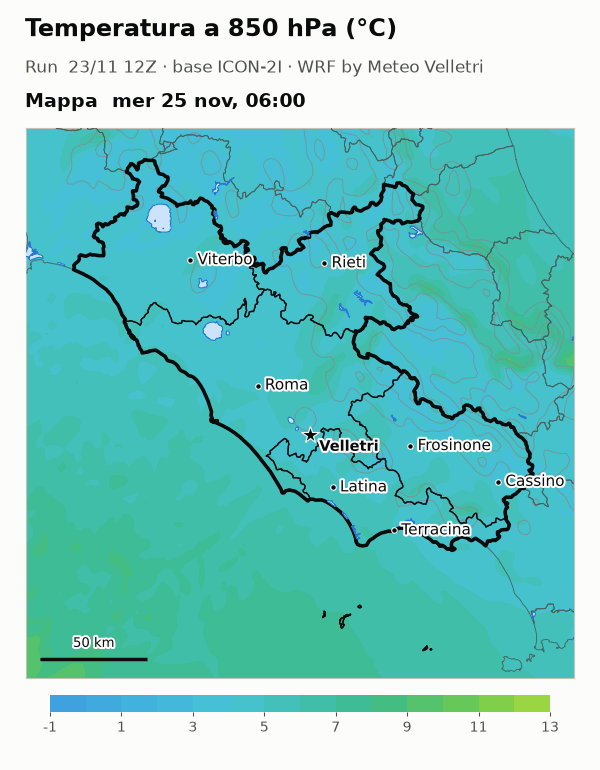 Temperatura a 850 hPa (°C)
Run  23/11 12Z · base ICON-2I · WRF by Meteo Velletri
Mappa  mer 25 nov, 06:00
Viterbo
Rieti
Roma
Velletri
Frosinone
Cassino
Latina
Terracina
50 km
-1 1 3 5 7 9 11 13